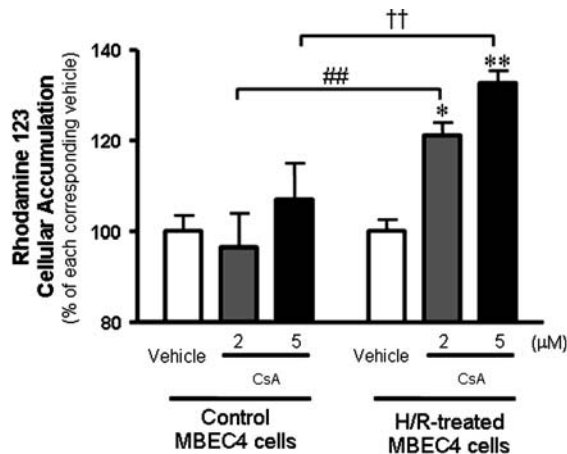 ††
140
##
**
*
120
100
80
Rhodamine 123
Cellular Accumulation
(% of each corresponding vehicle)
Vehicle 2 5 Vehicle 2 5 (μM)
CsA CsA
Control
MBEC4 cells
H/R-treated
MBEC4 cells